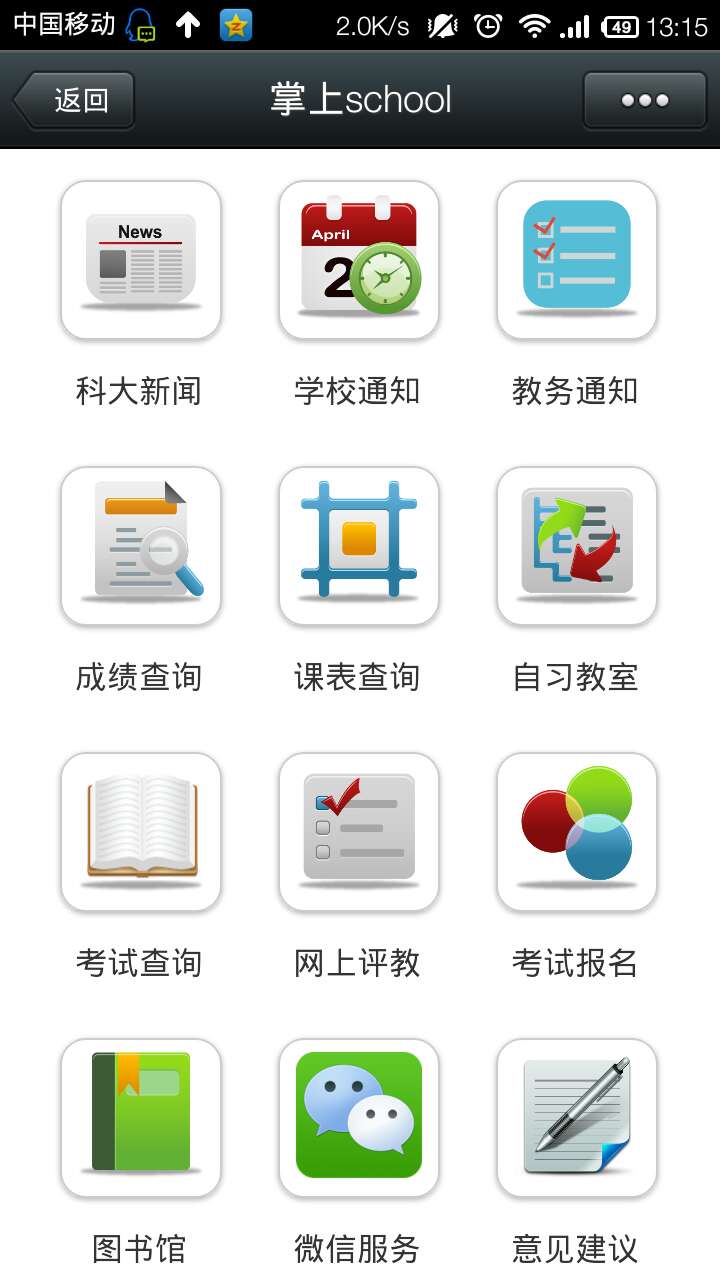 中国移动 2.0K/s 49 13:15
返回 掌上school
News
April
2
科大新闻 学校通知 教务通知
成绩查询 课表查询 自习教室
考试查询 网上评教 考试报名
图书馆 微信服务 意见建议